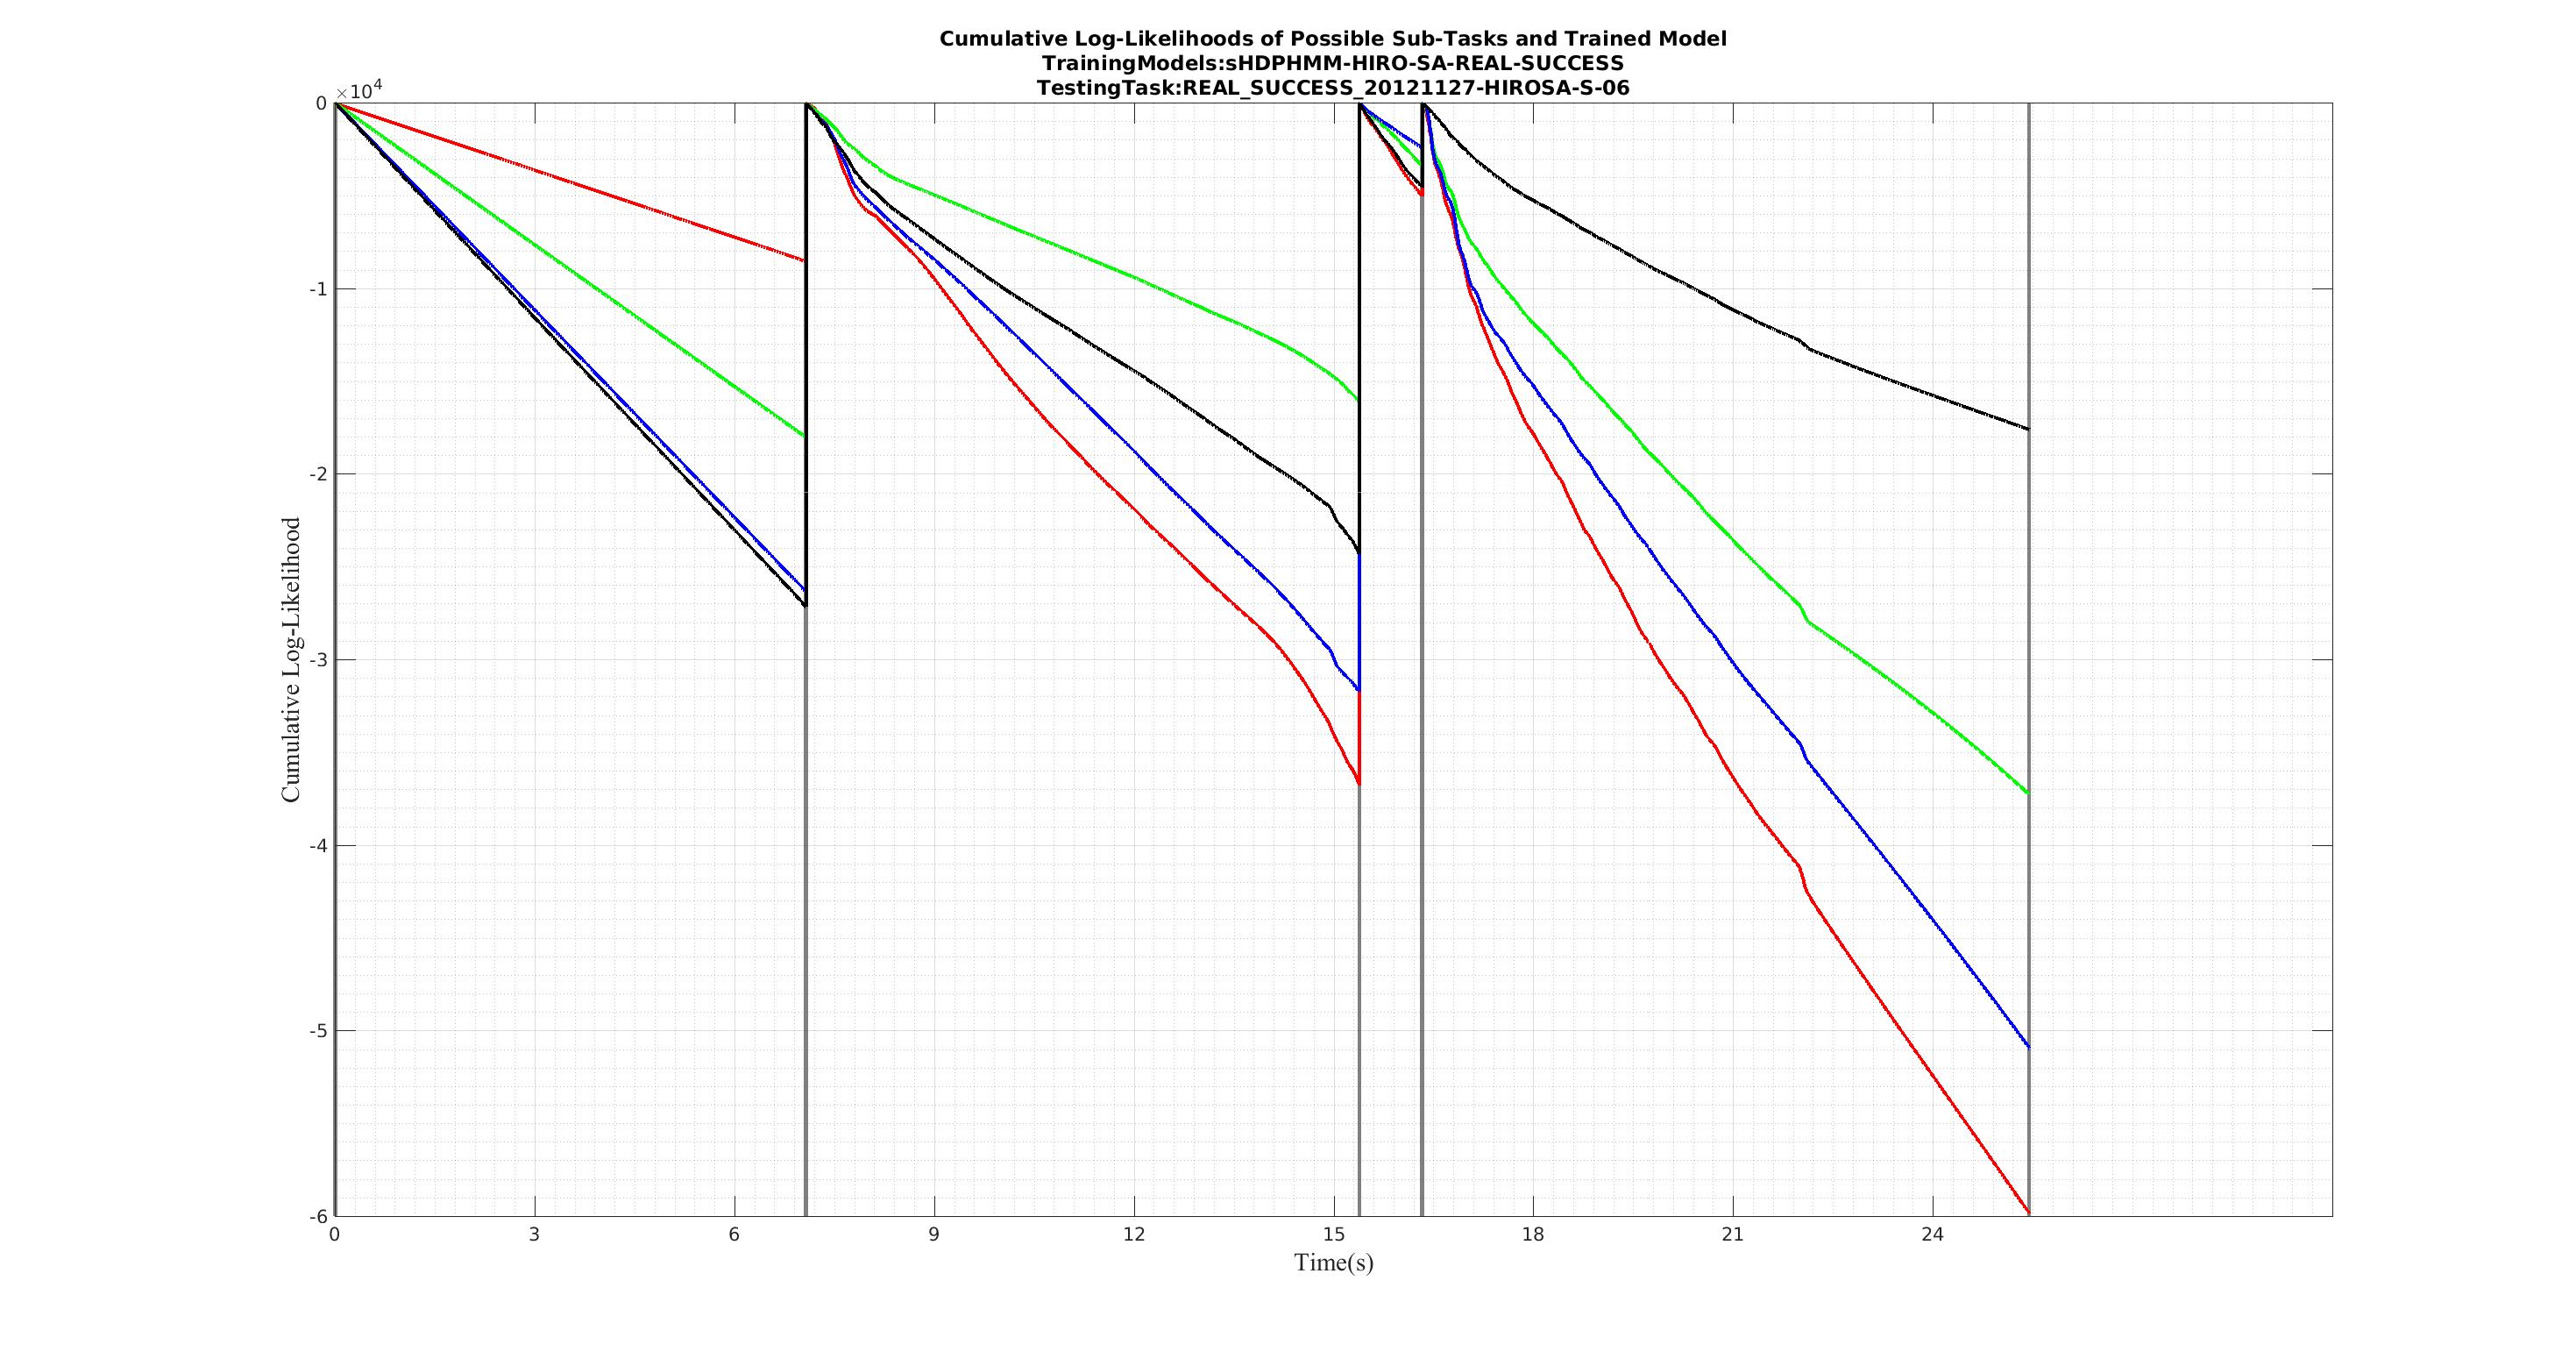 Cumulative Log-Likelihoods of Possible Sub-Tasks and Trained Model
TrainingModels:sHDPHMM-HIRO-SA-REAL-SUCCESS
TestingTask:REAL_SUCCESS_20121127-HIROSA-S-06
×10⁴
0
-1
-2
-3
-4
-5
-6
Cumulative Log-Likelihood
0 3 6 9 12 15 18 21 24
Time(s)